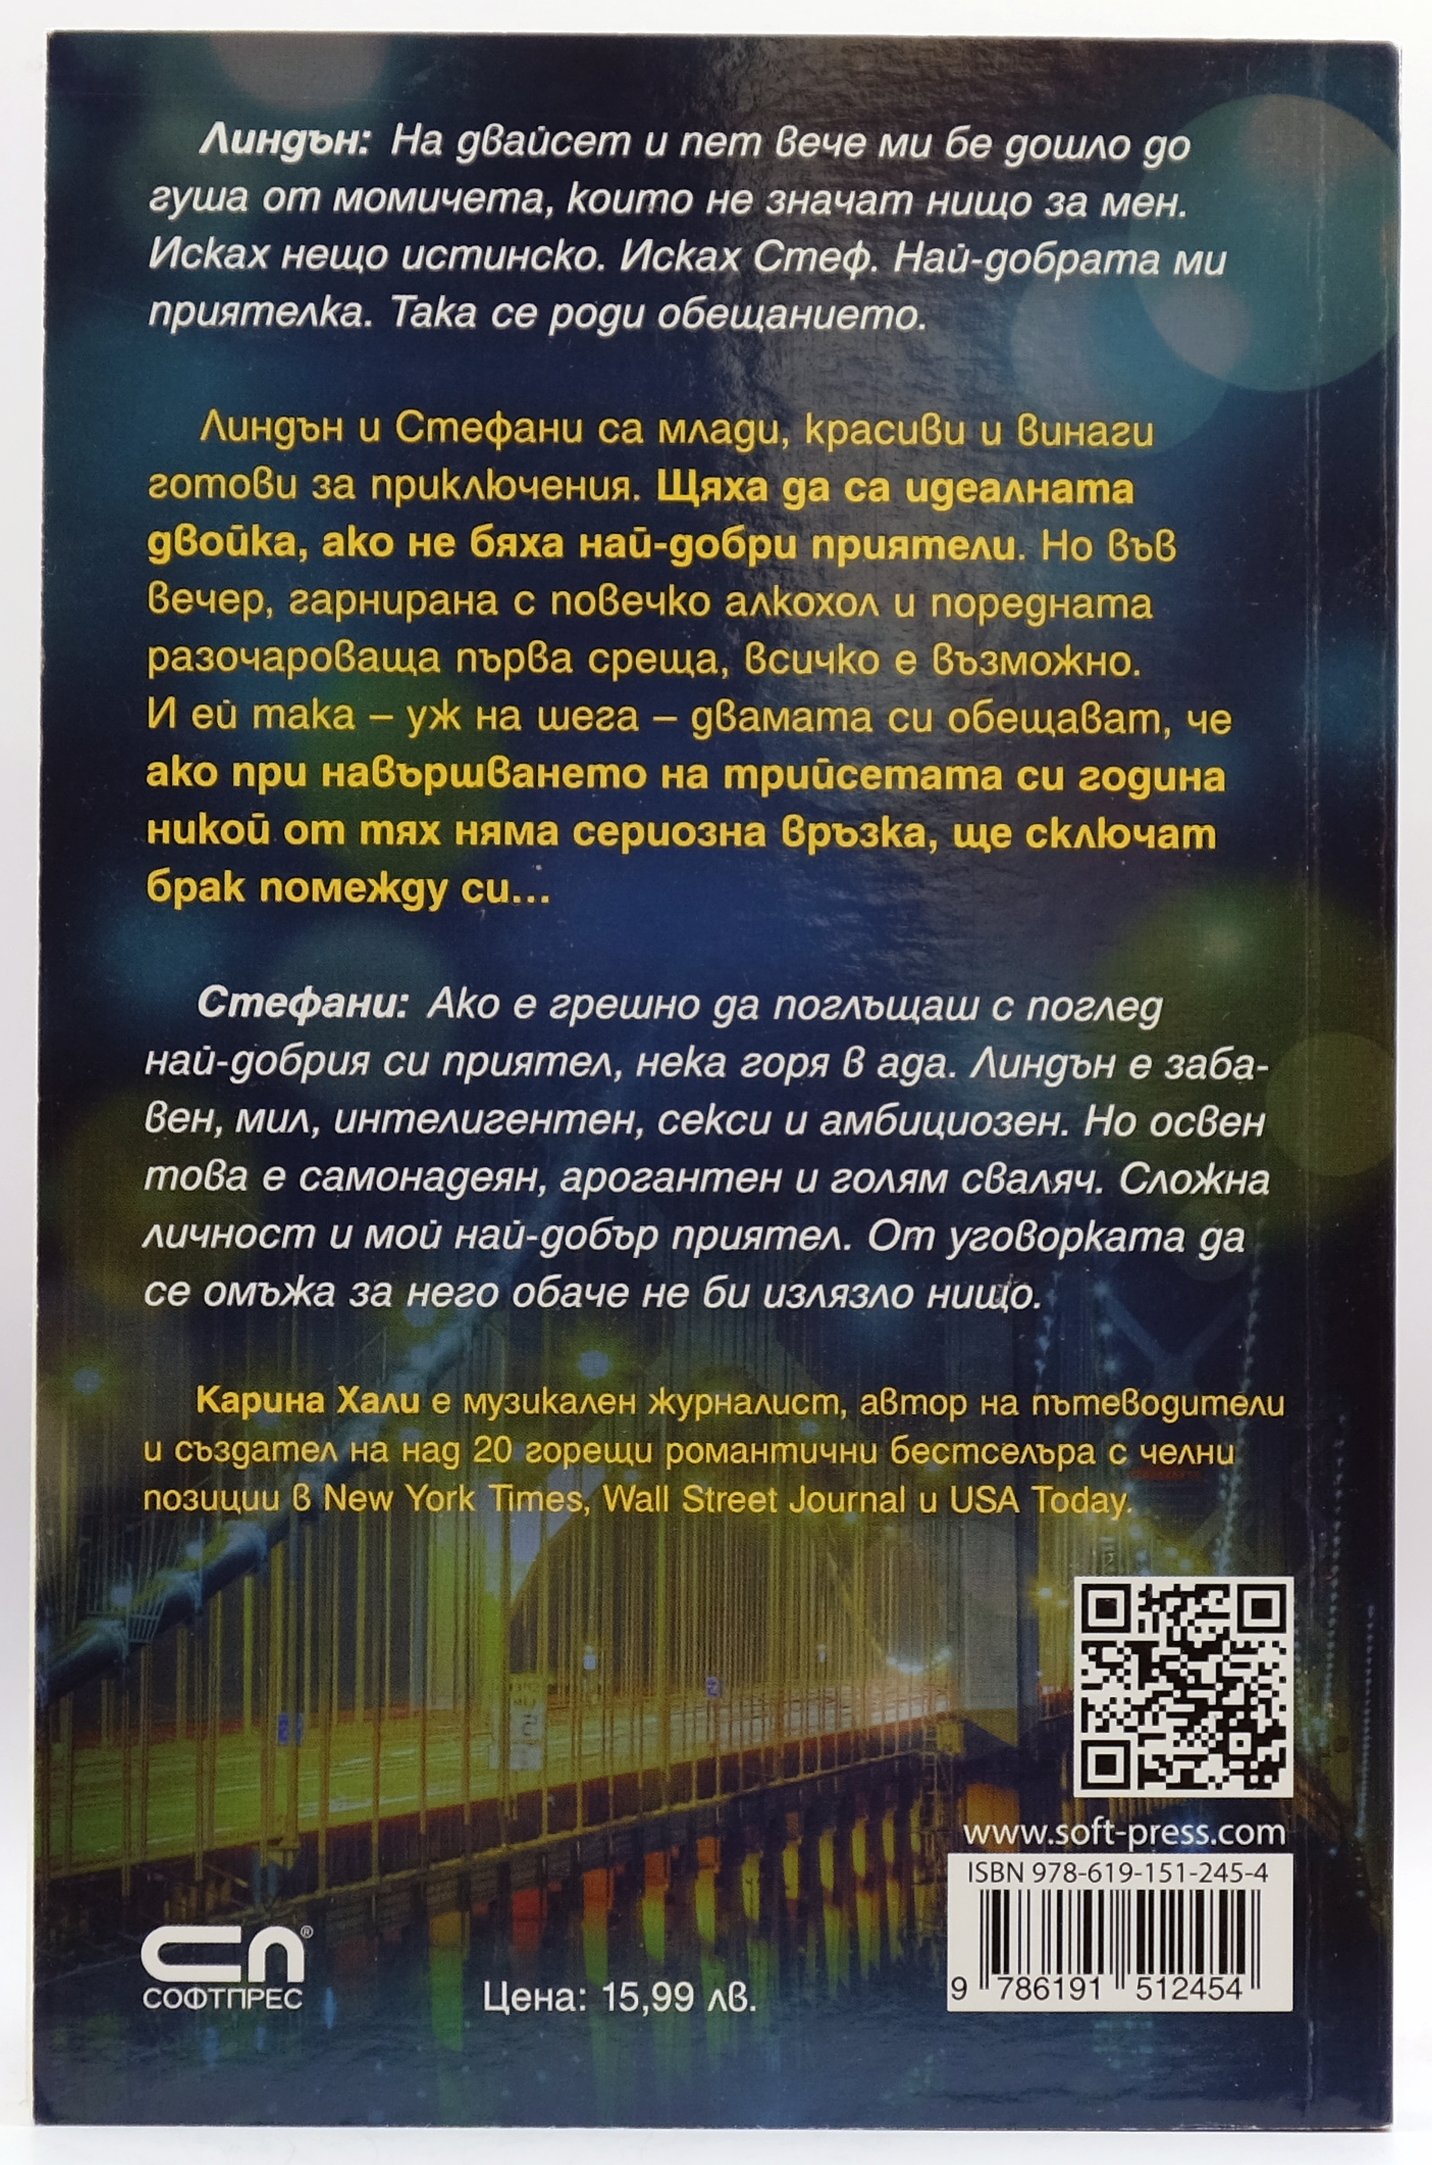 Линдън: На двайсет и пет вече ми бе дошло до
гуша от момичета, които не значат нищо за мен.
Исках нещо истинско. Исках Стеф. Най-добрата ми
приятелка. Така се роди обещанието.
Линдън и Стефани са млади, красиви и винаги
готови за приключения. Щяха да са идеалната
двойка, ако не бяха най-добри приятели. Но във
вечер, гарнирана с повечко алкохол и поредната
разочароваща първа среща, всичко е възможно.
И ей така – уж на шега – двамата си обещават, че
ако при навършването на трийсетата си година
никой от тях няма сериозна връзка, ще сключат
брак помежду си...
Стефани: Ако е грешно да поглъщаш с поглед
най-добрия си приятел, нека горя в ада. Линдън е заба-
вен, мил, интелигентен, секси и амбициозен. Но освен
това е самонадеян, арогантен и голям сваляч. Сложна
личност и мой най-добър приятел. От уговорката да
се омъжа за него обаче не би излязло нищо.
Карина Хали е музикален журналист, автор на пътеводители
и създател на над 20 горещи романтични бестселъра с челни
позиции в New York Times, Wall Street Journal и USA Today.
www.soft-press.com
ISBN 978-619-151-245-4
9 786191 512454
СП®
СОФТПРЕС
Цена: 15,99 лв.